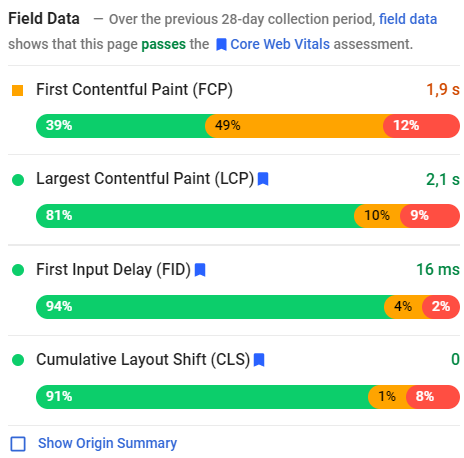 Field Data — Over the previous 28-day collection period, field data
shows that this page passes the Core Web Vitals assessment.
First Contentful Paint (FCP) 1,9 s
39% 49% 12%
Largest Contentful Paint (LCP) 2,1 s
81% 10% 9%
First Input Delay (FID) 16 ms
94% 4% 2%
Cumulative Layout Shift (CLS) 0
91% 1% 8%
Show Origin Summary